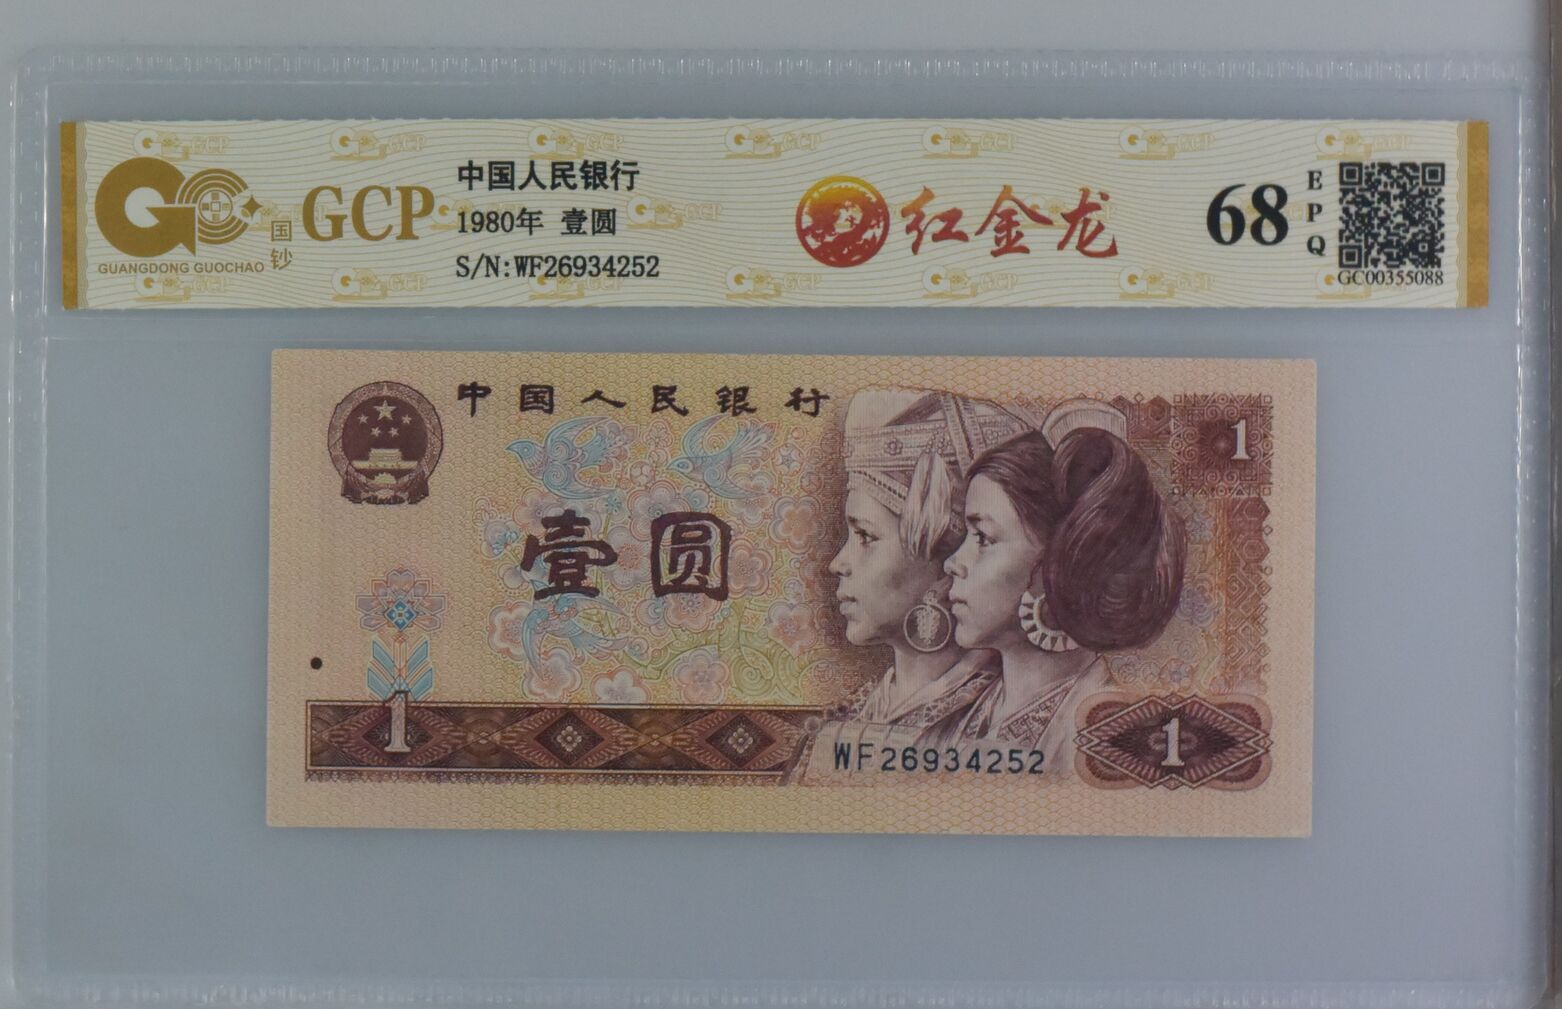 GCP
国钞
GUANGDONG GUOCHAO
中国人民银行
1980年 壹圆
S/N:WF26934252
红金龙
68
EPQ
GC00355088
中国人民银行
1
壹圆
1
WF26934252
1